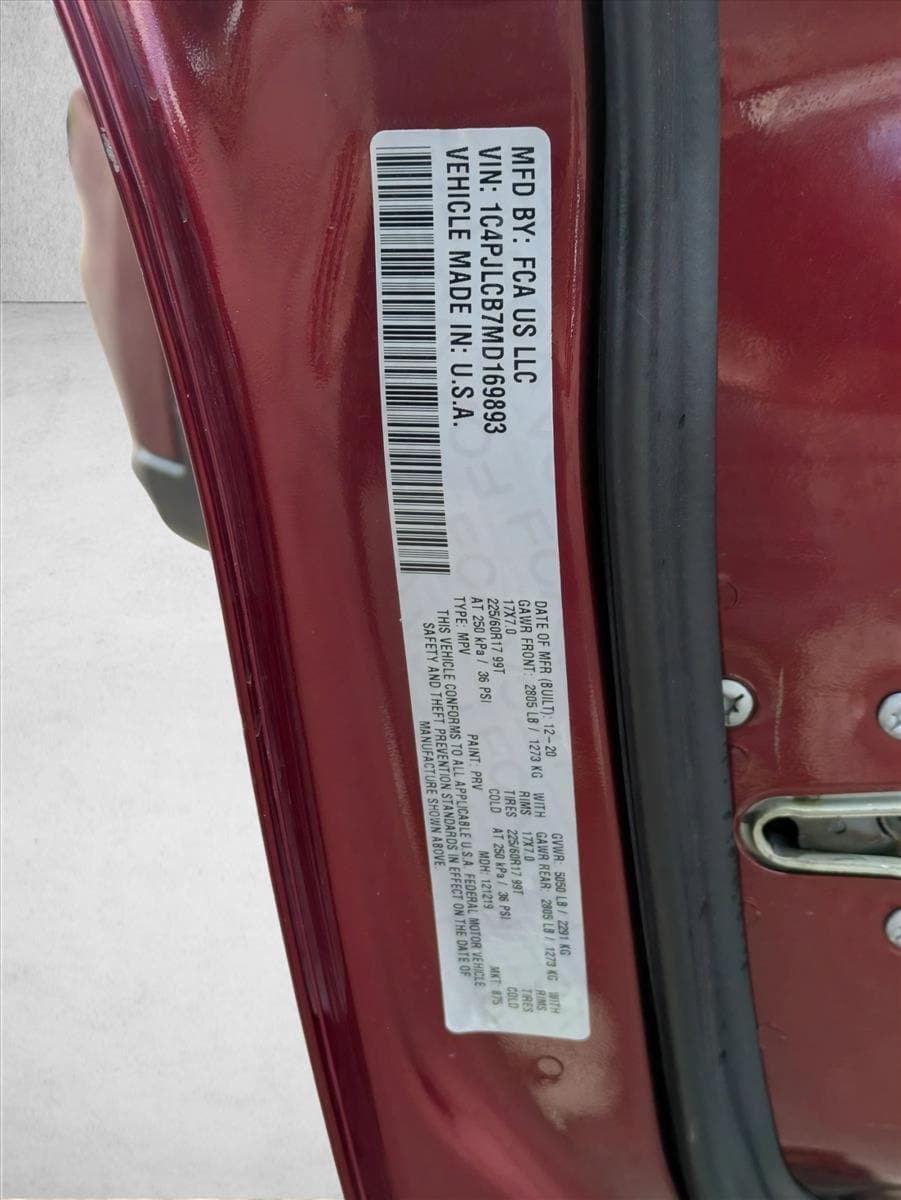 MFD BY: FCA US LLC
VIN: 1C4PJLCB7MD169893
VEHICLE MADE IN: U.S.A.
DATE OF MFR (BUILT): 12-20 GVWR: 5050 LB / 2291 KG
GAWR FRONT: 2805 LB / 1273 KG WITH GAWR REAR: 2805 LB / 1273 KG WITH
17X7.0 RIMS 17X7.0 RIMS
225/60R17 99T TIRES 225/60R17 99T TIRES
AT 250 kPa / 36 PSI COLD AT 250 kPa / 36 PSI COLD
TYPE: MPV PAINT: PRV MDH: 121219 MKT: 875
THIS VEHICLE CONFORMS TO ALL APPLICABLE U.S.A. FEDERAL MOTOR VEHICLE
SAFETY AND THEFT PREVENTION STANDARDS IN EFFECT ON THE DATE OF
MANUFACTURE SHOWN ABOVE.